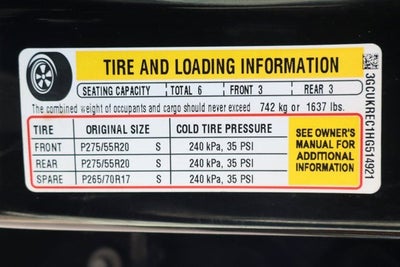 TIRE AND LOADING INFORMATION
SEATING CAPACITY TOTAL 6 FRONT 3 REAR 3
The combined weight of occupants and cargo should never exceed 742 kg or 1637 lbs.
TIRE ORIGINAL SIZE COLD TIRE PRESSURE
FRONT P275/55R20 S 240 kPa, 35 PSI
REAR P275/55R20 S 240 kPa, 35 PSI
SPARE P265/70R17 S 240 kPa, 35 PSI
SEE OWNER'S
MANUAL FOR
ADDITIONAL
INFORMATION
3GCUKREC1HG514921